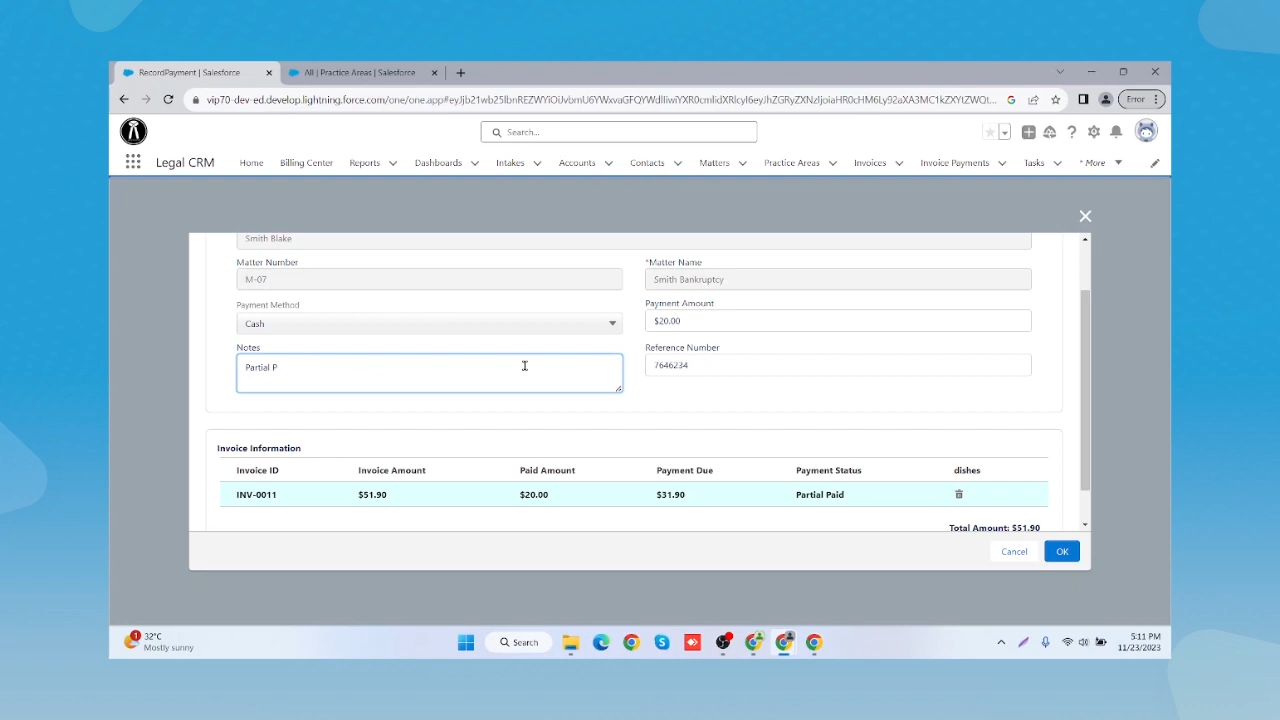 RecordPayment | Salesforce
All | Practice Areas | Salesforce
Error
Search...
Legal CRM
Home
Billing Center
Reports
Dashboards
Intakes
Accounts
Contacts
Matters
Practice Areas
Invoices
Invoice Payments
Tasks
* More
Smith Blake
Matter Number
*Matter Name
M-07
Smith Bankruptcy
Payment Method
Payment Amount
Cash
$20.00
Notes
Reference Number
Partial P
7646234
Invoice Information
Invoice ID Invoice Amount Paid Amount Payment Due Payment Status dishes
INV-0011 $51.90 $20.00 $31.90 Partial Paid
Total Amount: $51.90
Cancel
OK
1
32°C
Mostly sunny
Search
5:11 PM
11/23/2023